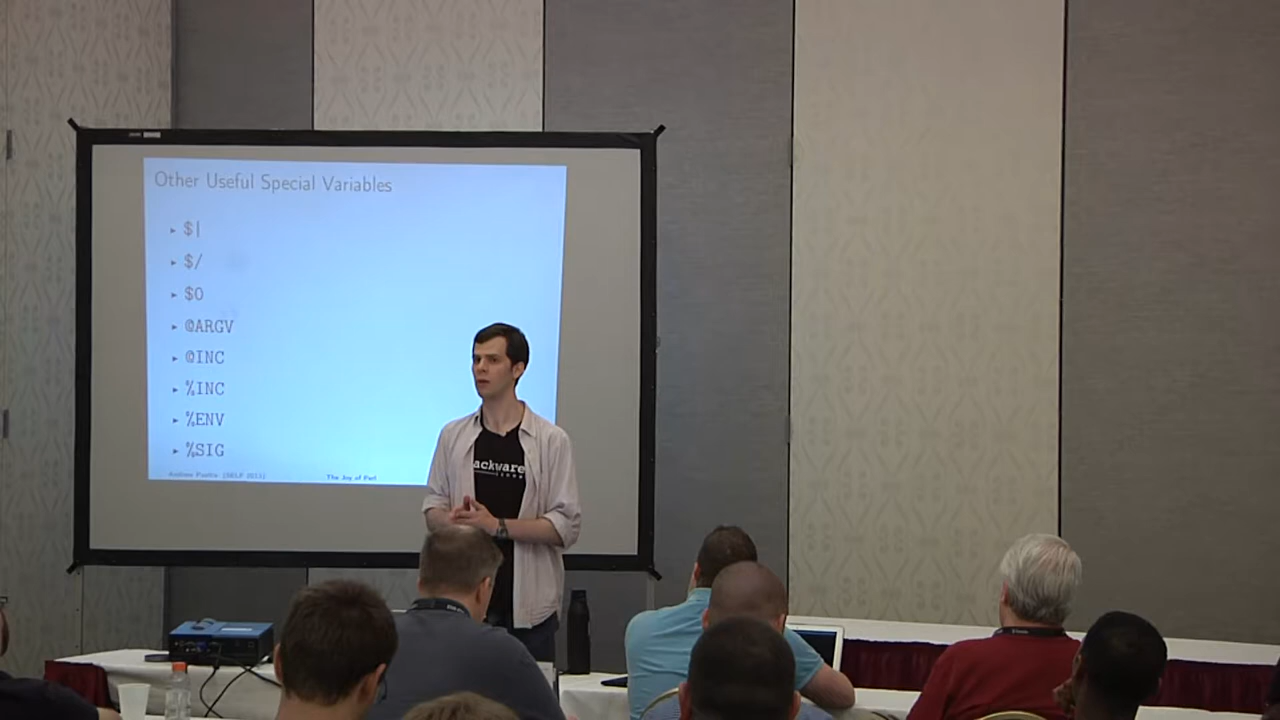 Other Useful Special Variables
▸ $|
▸ $/
▸ $0
▸ @ARGV
▸ @INC
▸ %INC
▸ %ENV
▸ %SIG
The Joy of Perl
ackware